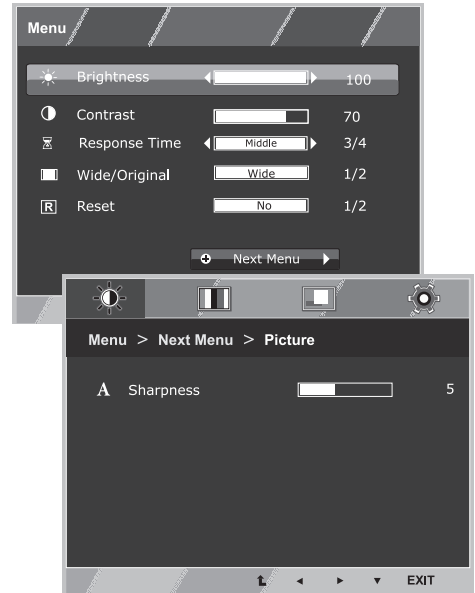 Menu
Brightness 100
Contrast 70
Response Time Middle 3/4
Wide/Original Wide 1/2
R Reset No 1/2
Next Menu
Menu > Next Menu > Picture
A Sharpness 5
EXIT